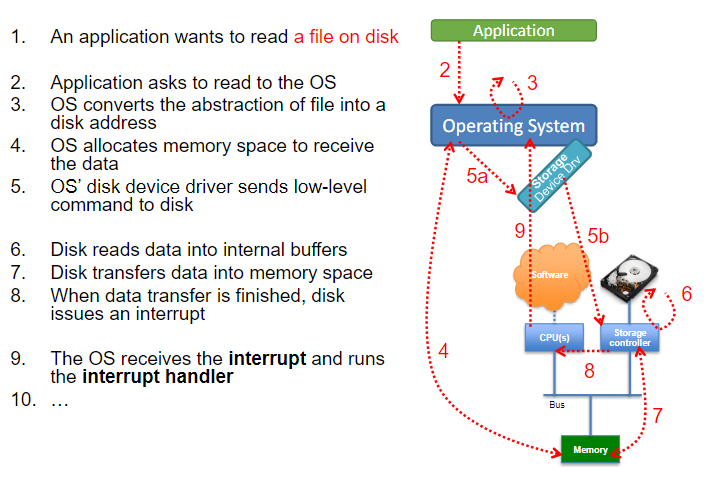 1. An application wants to read a file on disk
2. Application asks to read to the OS
3. OS converts the abstraction of file into a
disk address
4. OS allocates memory space to receive
the data
5. OS’ disk device driver sends low-level
command to disk
6. Disk reads data into internal buffers
7. Disk transfers data into memory space
8. When data transfer is finished, disk
issues an interrupt
9. The OS receives the interrupt and runs
the interrupt handler
10. …
Application
2
3
Operating System
5a
Storage
Device Drv
9
5b
Software
6
CPU(s)
Storage
controller
4
8
Bus
7
Memory